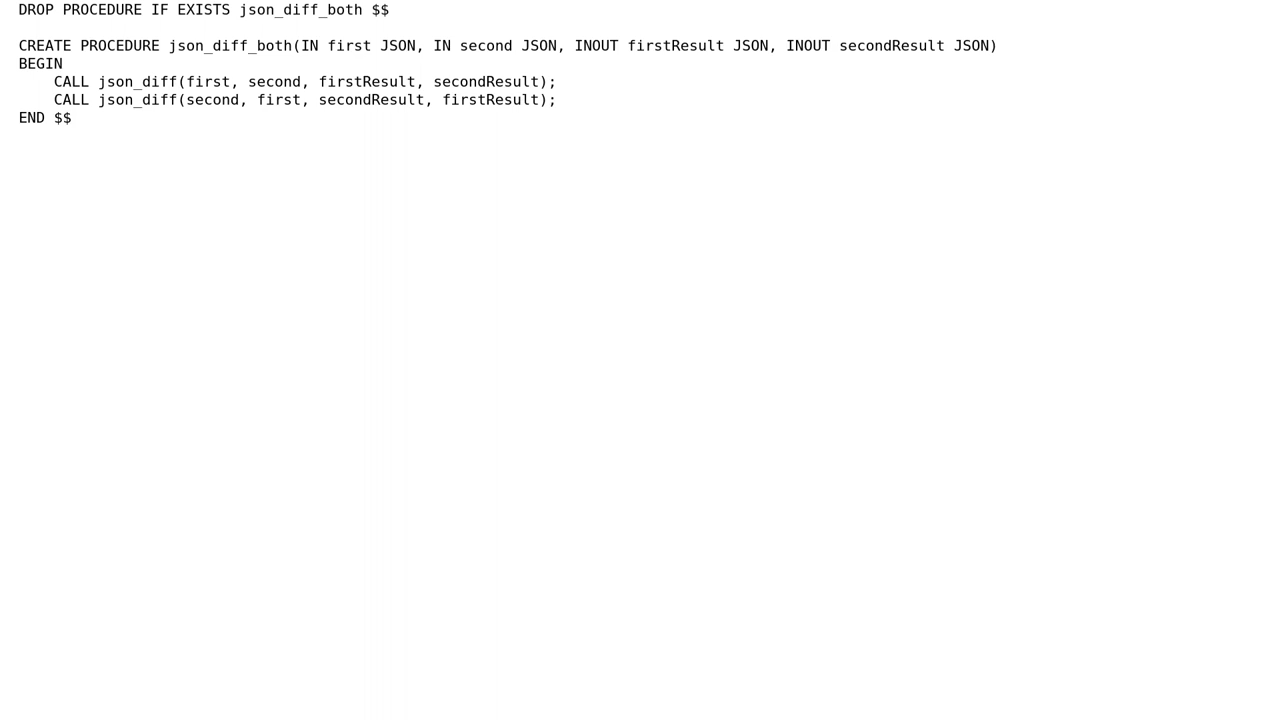 DROP PROCEDURE IF EXISTS json_diff_both $$

CREATE PROCEDURE json_diff_both(IN first JSON, IN second JSON, INOUT firstResult JSON, INOUT secondResult JSON)
BEGIN
    CALL json_diff(first, second, firstResult, secondResult);
    CALL json_diff(second, first, secondResult, firstResult);
END $$